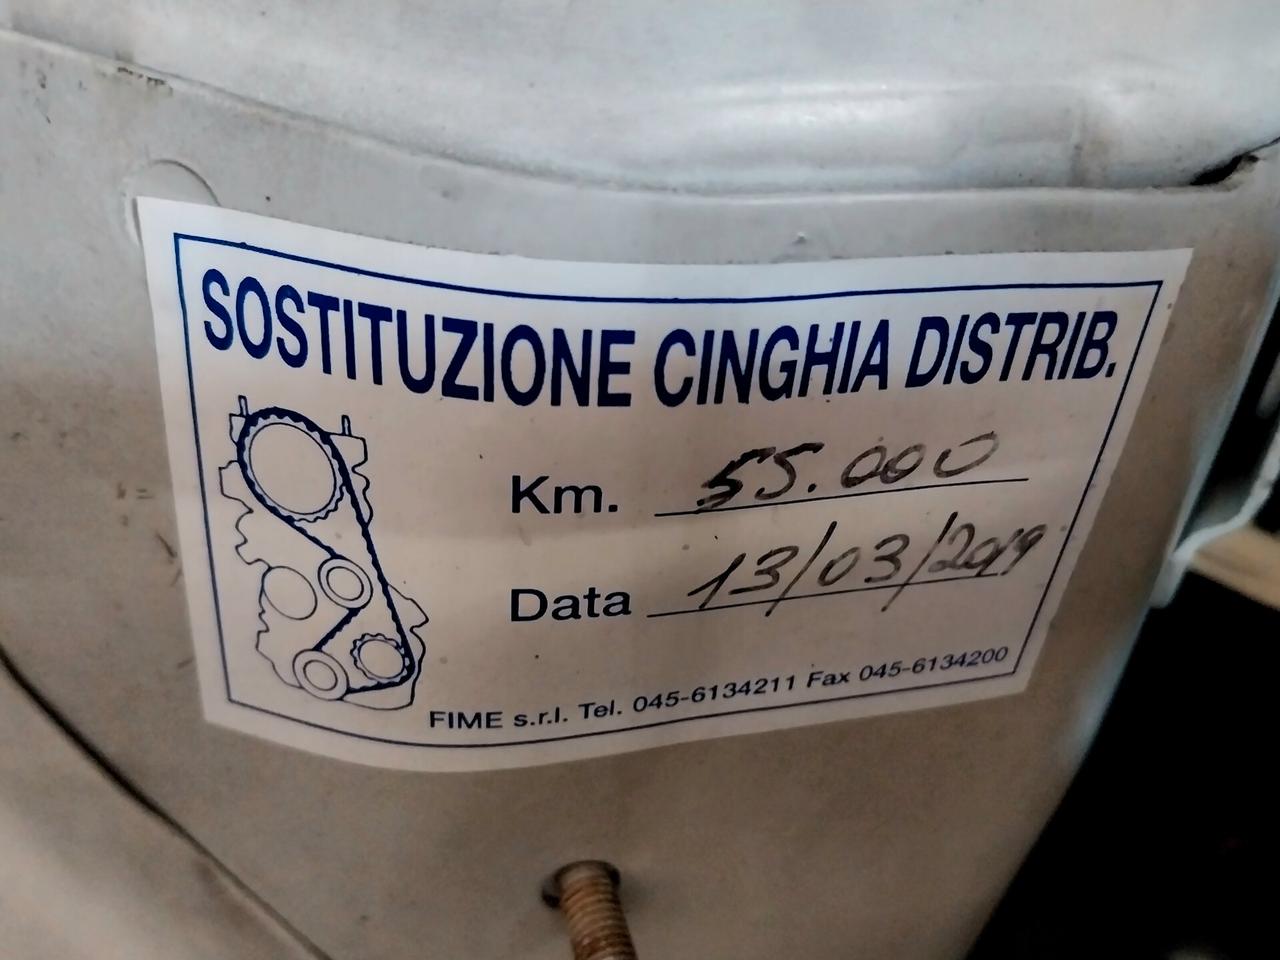 SOSTITUZIONE CINGHIA DISTRIB.
Km. 55.000
Data 13/03/2019
FIME s.r.l. Tel. 045-6134211 Fax 045-6134200